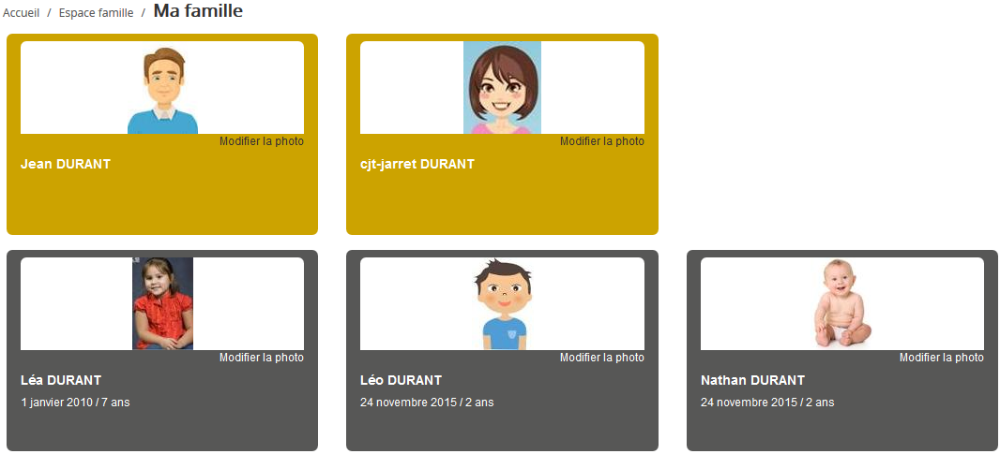 Accueil / Espace famille / Ma famille
Modifier la photo
Jean DURANT
Modifier la photo
cjt-jarret DURANT
Modifier la photo
Léa DURANT
1 janvier 2010 / 7 ans
Modifier la photo
Léo DURANT
24 novembre 2015 / 2 ans
Modifier la photo
Nathan DURANT
24 novembre 2015 / 2 ans